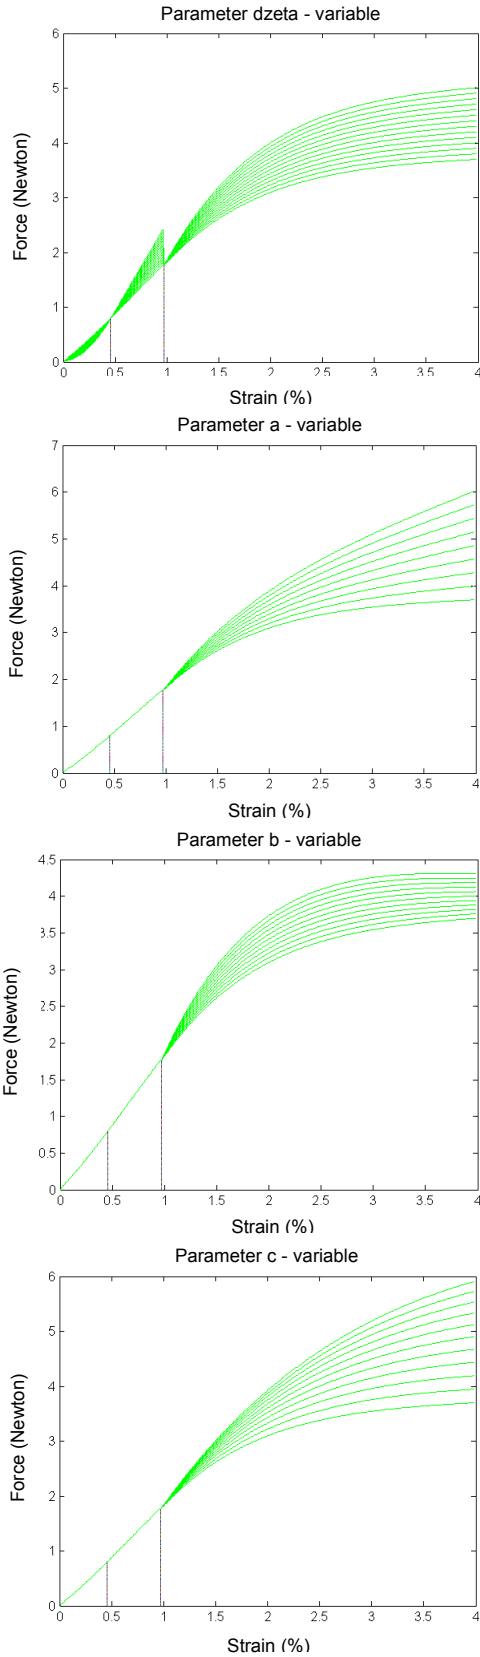 Parameter dzeta - variable
6
5
4
3
2
1
0
0 0.5 1 1.5 2 2.5 3 3.5 4
Force (Newton)
Strain (%)
Parameter a - variable
7
6
5
4
3
2
1
0
0 0.5 1 1.5 2 2.5 3 3.5 4
Force (Newton)
Strain (%)
Parameter b - variable
4.5
4
3.5
3
2.5
2
1.5
1
0.5
0
0 0.5 1 1.5 2 2.5 3 3.5 4
Force (Newton)
Strain (%)
Parameter c - variable
6
5
4
3
2
1
0
0 0.5 1 1.5 2 2.5 3 3.5 4
Force (Newton)
Strain (%)